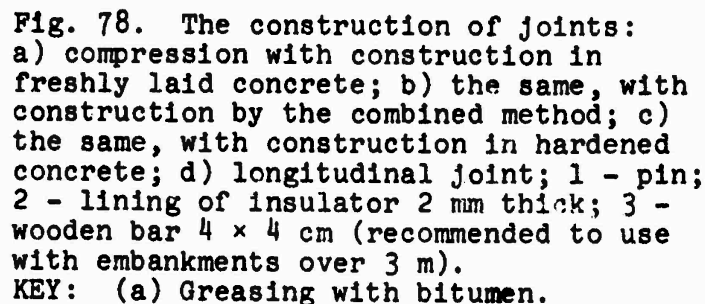 Fig. 78. The construction of joints:
a) compression with construction in
freshly laid concrete; b) the same, with
construction by the combined method; c)
the same, with construction in hardened
concrete; d) longitudinal joint; 1 - pin;
2 - lining of insulator 2 mm thick; 3 -
wooden bar 4 × 4 cm (recommended to use
with embankments over 3 m).
KEY: (a) Greasing with bitumen.